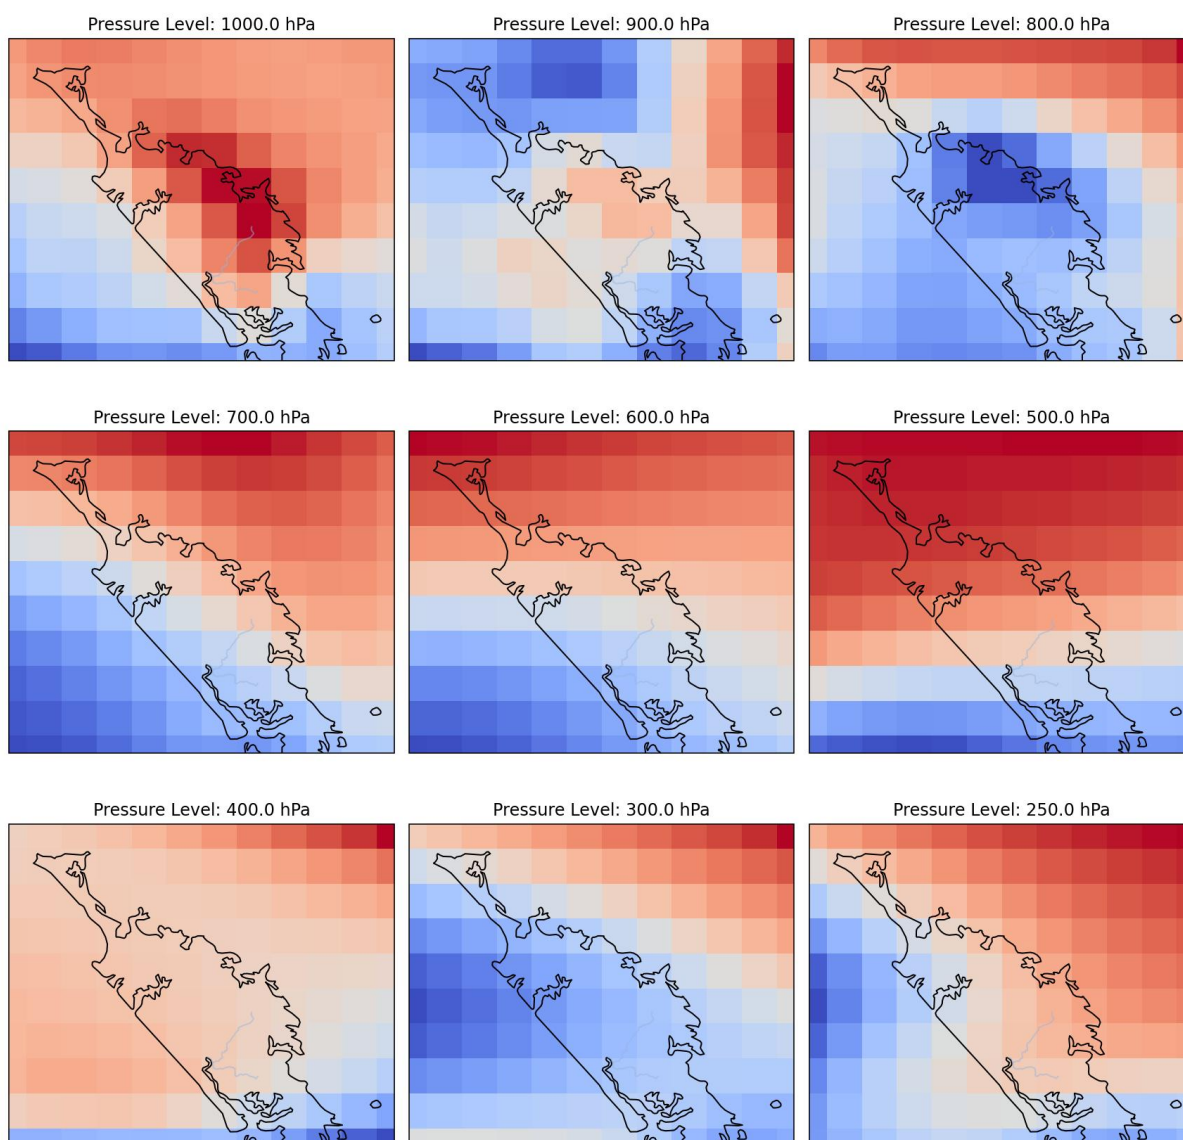 Pressure Level: 1000.0 hPa
Pressure Level: 900.0 hPa
Pressure Level: 800.0 hPa
Pressure Level: 700.0 hPa
Pressure Level: 600.0 hPa
Pressure Level: 500.0 hPa
Pressure Level: 400.0 hPa
Pressure Level: 300.0 hPa
Pressure Level: 250.0 hPa